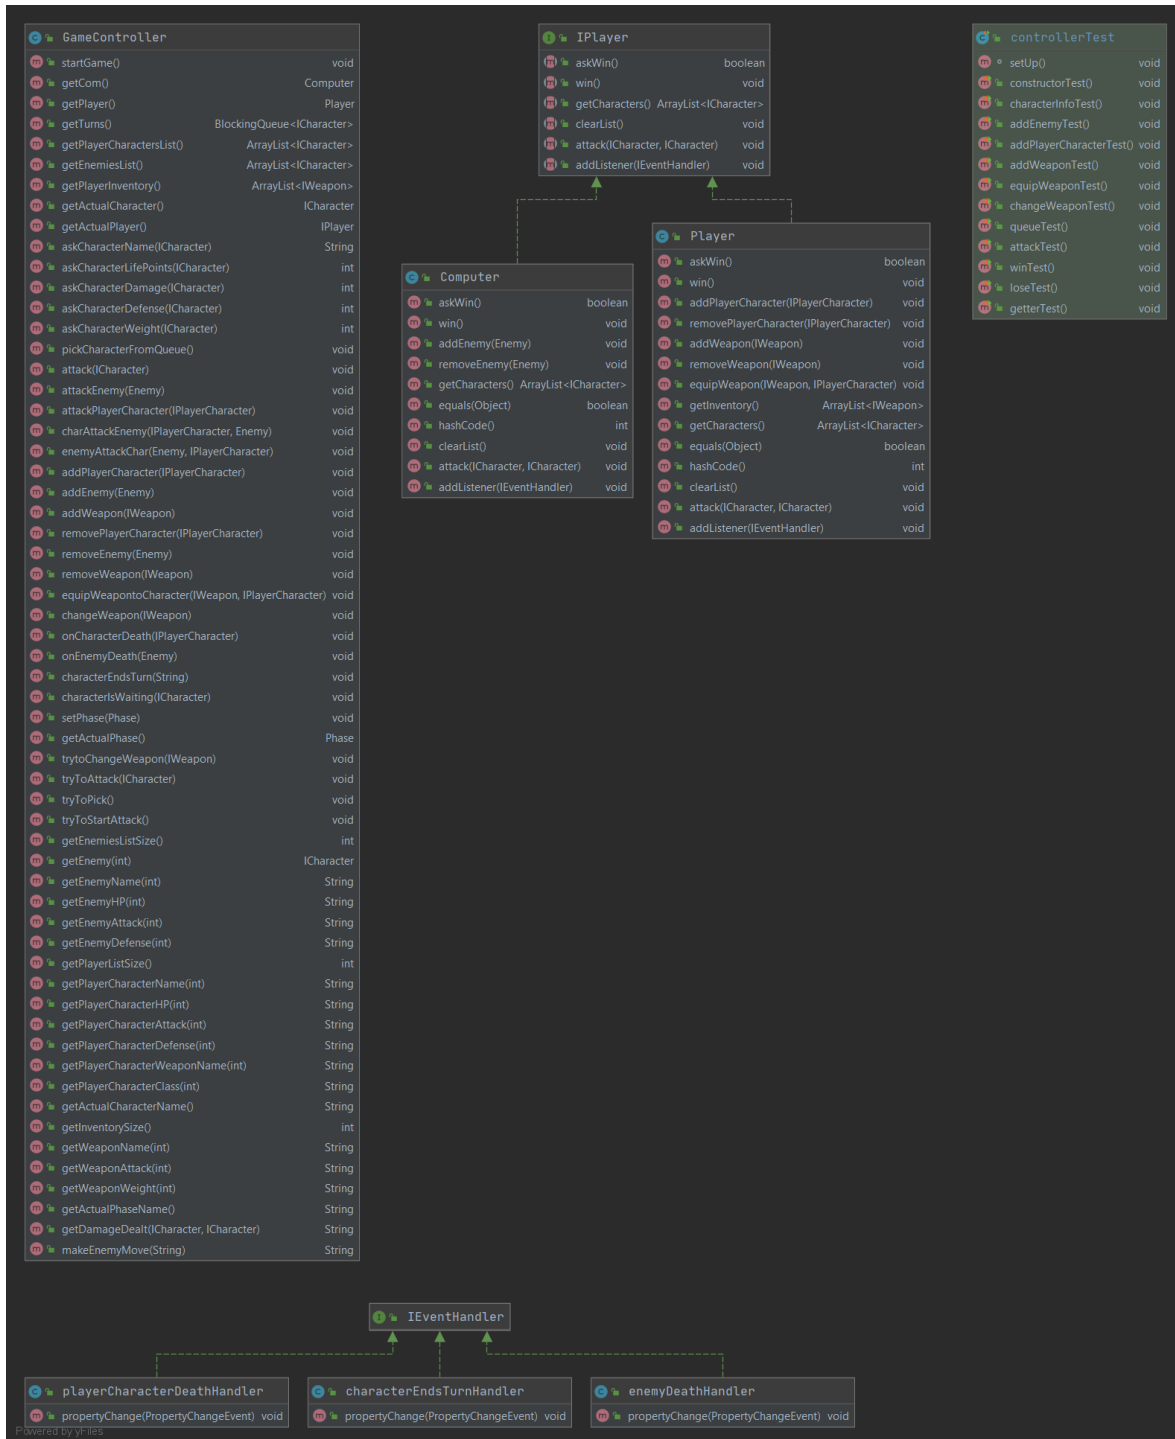 GameController
startGame() void
getCom() Computer
getPlayer() Player
getTurns() BlockingQueue<ICharacter>
getPlayerCharactersList() ArrayList<ICharacter>
getEnemiesList() ArrayList<ICharacter>
getPlayerInventory() ArrayList<IWeapon>
getActualCharacter() ICharacter
getActualPlayer() IPlayer
askCharacterName(ICharacter) String
askCharacterLifePoints(ICharacter) int
askCharacterDamage(ICharacter) int
askCharacterDefense(ICharacter) int
askCharacterWeight(ICharacter) int
pickCharacterFromQueue() void
attack(ICharacter) void
attackEnemy(Enemy) void
attackPlayerCharacter(IPlayerCharacter) void
charAttackEnemy(IPlayerCharacter, Enemy) void
enemyAttackChar(Enemy, IPlayerCharacter) void
addPlayerCharacter(IPlayerCharacter) void
addEnemy(Enemy) void
addWeapon(IWeapon) void
removePlayerCharacter(IPlayerCharacter) void
removeEnemy(Enemy) void
removeWeapon(IWeapon) void
equipWeapontoCharacter(IWeapon, IPlayerCharacter) void
changeWeapon(IWeapon) void
onCharacterDeath(IPlayerCharacter) void
onEnemyDeath(Enemy) void
characterEndsTurn(String) void
characterIsWaiting(ICharacter) void
setPhase(Phase) void
getActualPhase() Phase
trytoChangeWeapon(IWeapon) void
tryToAttack(ICharacter) void
tryToPick() void
tryToStartAttack() void
getEnemiesListSize() int
getEnemy(int) ICharacter
getEnemyName(int) String
getEnemyHP(int) String
getEnemyAttack(int) String
getEnemyDefense(int) String
getPlayerListSize() int
getPlayerCharacterName(int) String
getPlayerCharacterHP(int) String
getPlayerCharacterAttack(int) String
getPlayerCharacterDefense(int) String
getPlayerCharacterWeaponName(int) String
getPlayerCharacterClass(int) String
getActualCharacterName() String
getInventorySize() int
getWeaponName(int) String
getWeaponAttack(int) String
getWeaponWeight(int) String
getActualPhaseName() String
getDamageDealt(ICharacter, ICharacter) String
makeEnemyMove(String) String
IPlayer
askWin() boolean
win() void
getCharacters() ArrayList<ICharacter>
clearList() void
attack(ICharacter, ICharacter) void
addListener(IEventHandler) void
Computer
askWin() boolean
win() void
addEnemy(Enemy) void
removeEnemy(Enemy) void
getCharacters() ArrayList<ICharacter>
equals(Object) boolean
hashCode() int
clearList() void
attack(ICharacter, ICharacter) void
addListener(IEventHandler) void
Player
askWin() boolean
win() void
addPlayerCharacter(IPlayerCharacter) void
removePlayerCharacter(IPlayerCharacter) void
addWeapon(IWeapon) void
removeWeapon(IWeapon) void
equipWeapon(IWeapon, IPlayerCharacter) void
getInventory() ArrayList<IWeapon>
getCharacters() ArrayList<ICharacter>
equals(Object) boolean
hashCode() int
clearList() void
attack(ICharacter, ICharacter) void
addListener(IEventHandler) void
controllerTest
setUp() void
constructorTest() void
characterInfoTest() void
addEnemyTest() void
addPlayerCharacterTest() void
addWeaponTest() void
equipWeaponTest() void
changeWeaponTest() void
queueTest() void
attackTest() void
winTest() void
loseTest() void
getterTest() void
IEventHandler
playerCharacterDeathHandler
propertyChange(PropertyChangeEvent) void
characterEndsTurnHandler
propertyChange(PropertyChangeEvent) void
enemyDeathHandler
propertyChange(PropertyChangeEvent) void
Powered by yFiles